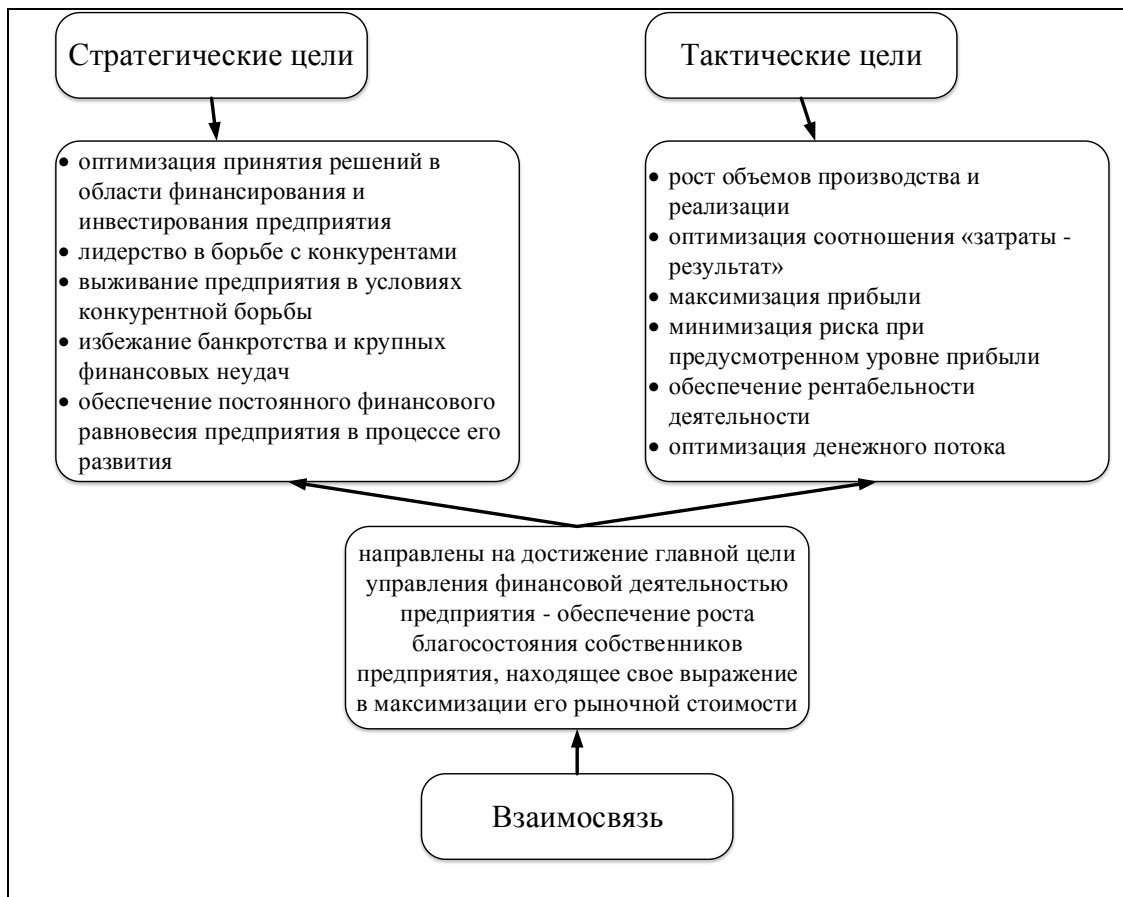 Стратегические цели
Тактические цели
• оптимизация принятия решений в
области финансирования и
инвестирования предприятия
• лидерство в борьбе с конкурентами
• выживание предприятия в условиях
конкурентной борьбы
• избежание банкротства и крупных
финансовых неудач
• обеспечение постоянного финансового
равновесия предприятия в процессе его
развития
• рост объемов производства и
реализации
• оптимизация соотношения «затраты -
результат»
• максимизация прибыли
• минимизация риска при
предусмотренном уровне прибыли
• обеспечение рентабельности
деятельности
• оптимизация денежного потока
направлены на достижение главной цели
управления финансовой деятельностью
предприятия - обеспечение роста
благосостояния собственников
предприятия, находящее свое выражение
в максимизации его рыночной стоимости
Взаимосвязь